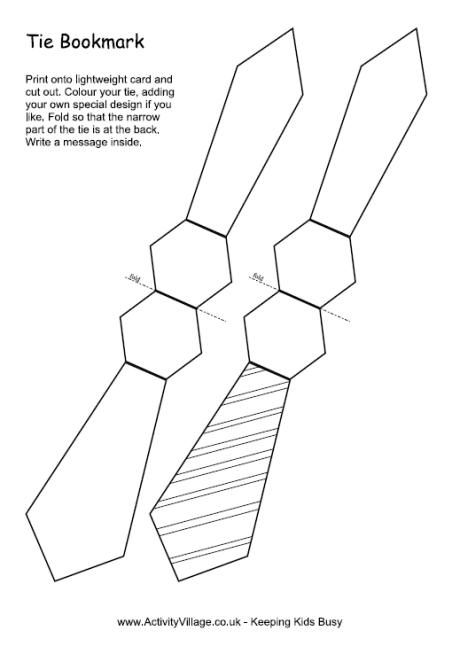 Tie Bookmark
Print onto lightweight card and
cut out. Colour your tie, adding
your own special design if you
like. Fold so that the narrow
part of the tie is at the back.
Write a message inside.
fold
fold
www.ActivityVillage.co.uk - Keeping Kids Busy